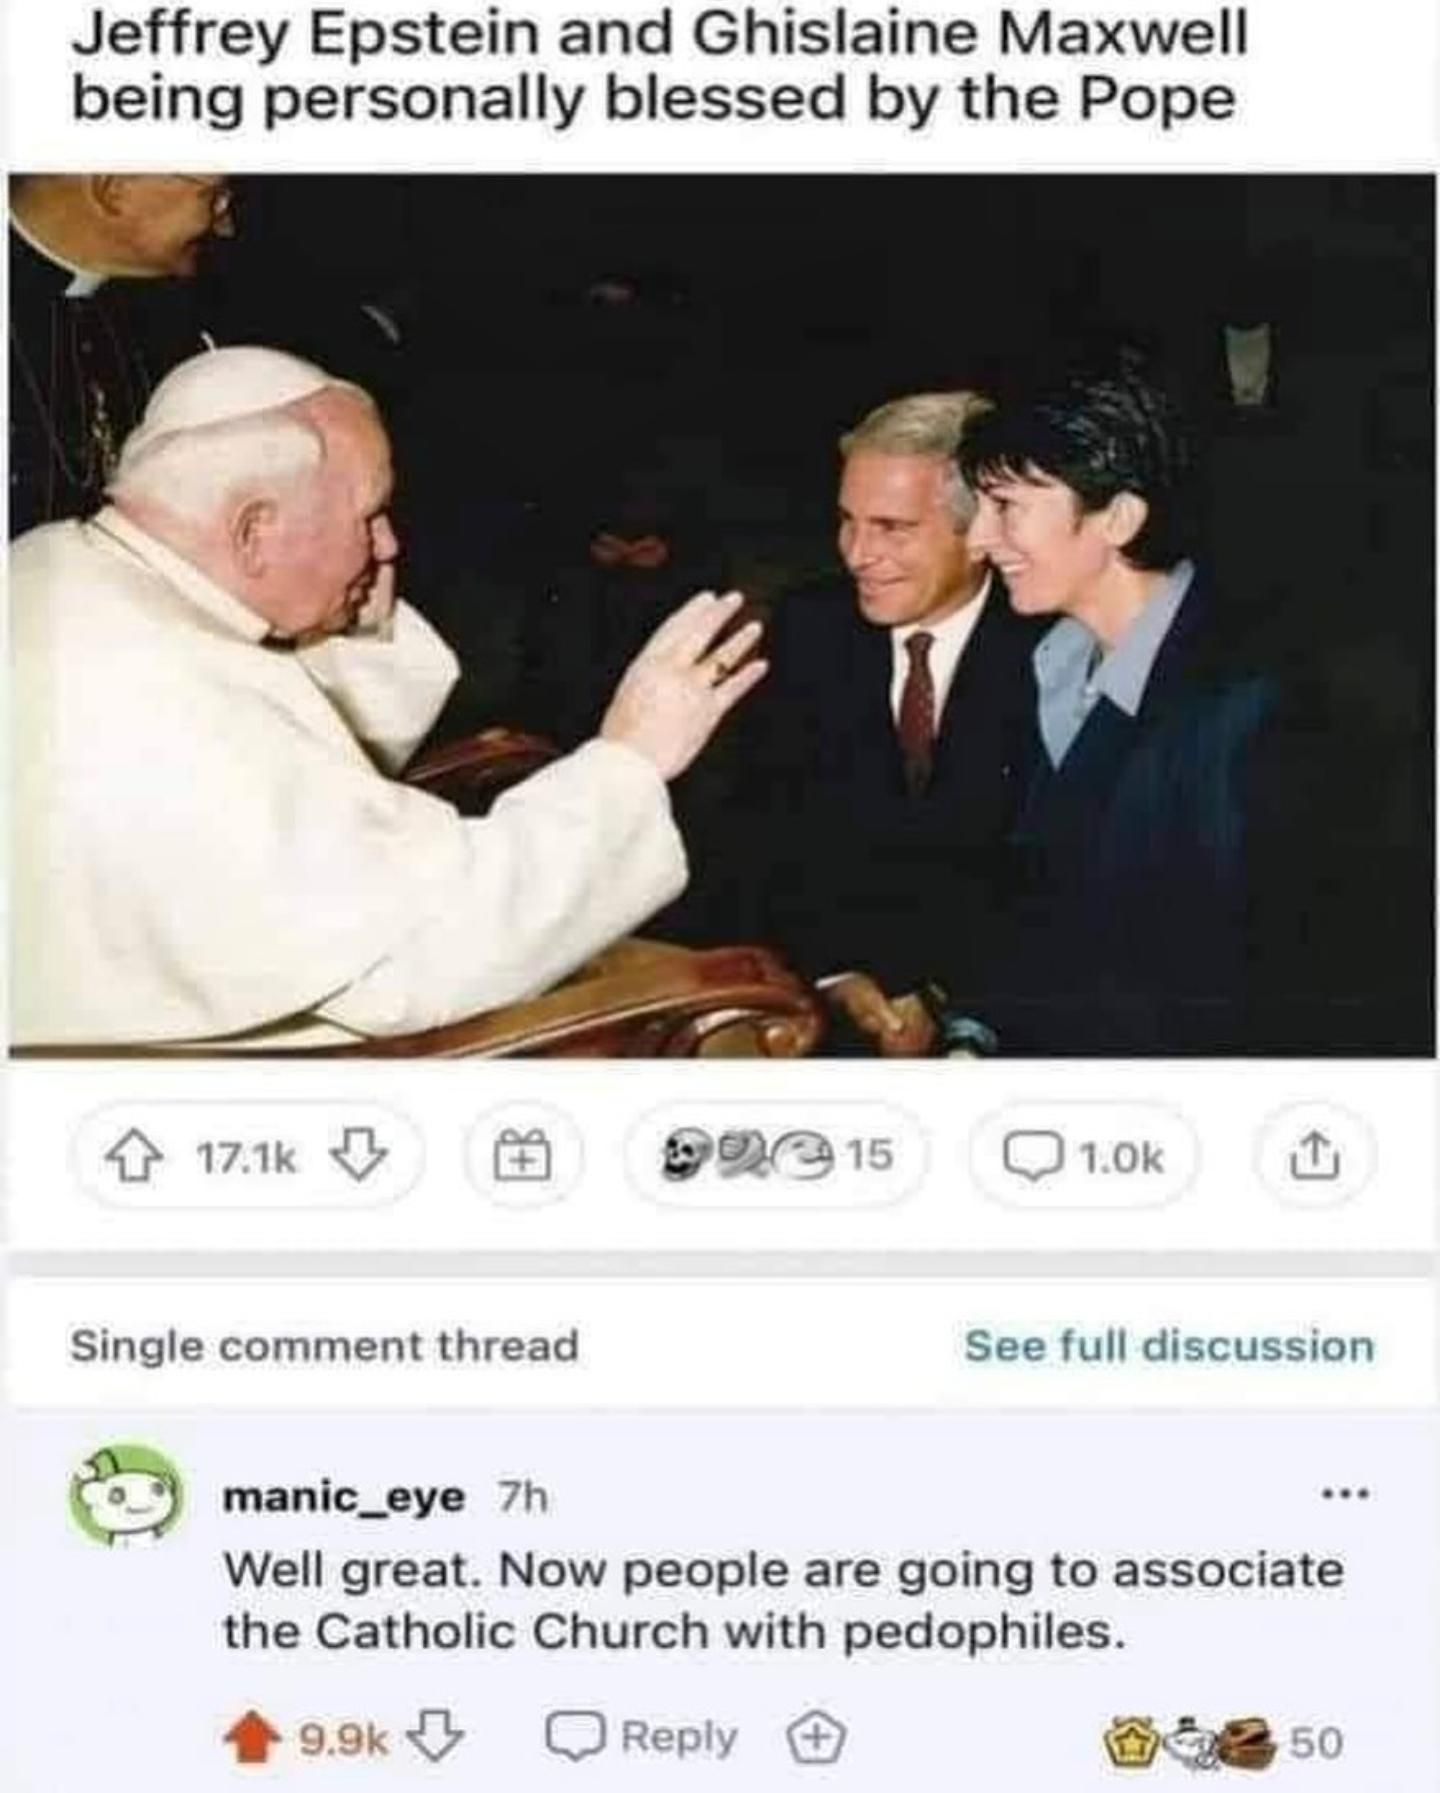 Jeffrey Epstein and Ghislaine Maxwell
being personally blessed by the Pope
17.1k
15
1.0k
Single comment thread
See full discussion
manic_eye 7h
Well great. Now people are going to associate
the Catholic Church with pedophiles.
9.9k
Reply
50